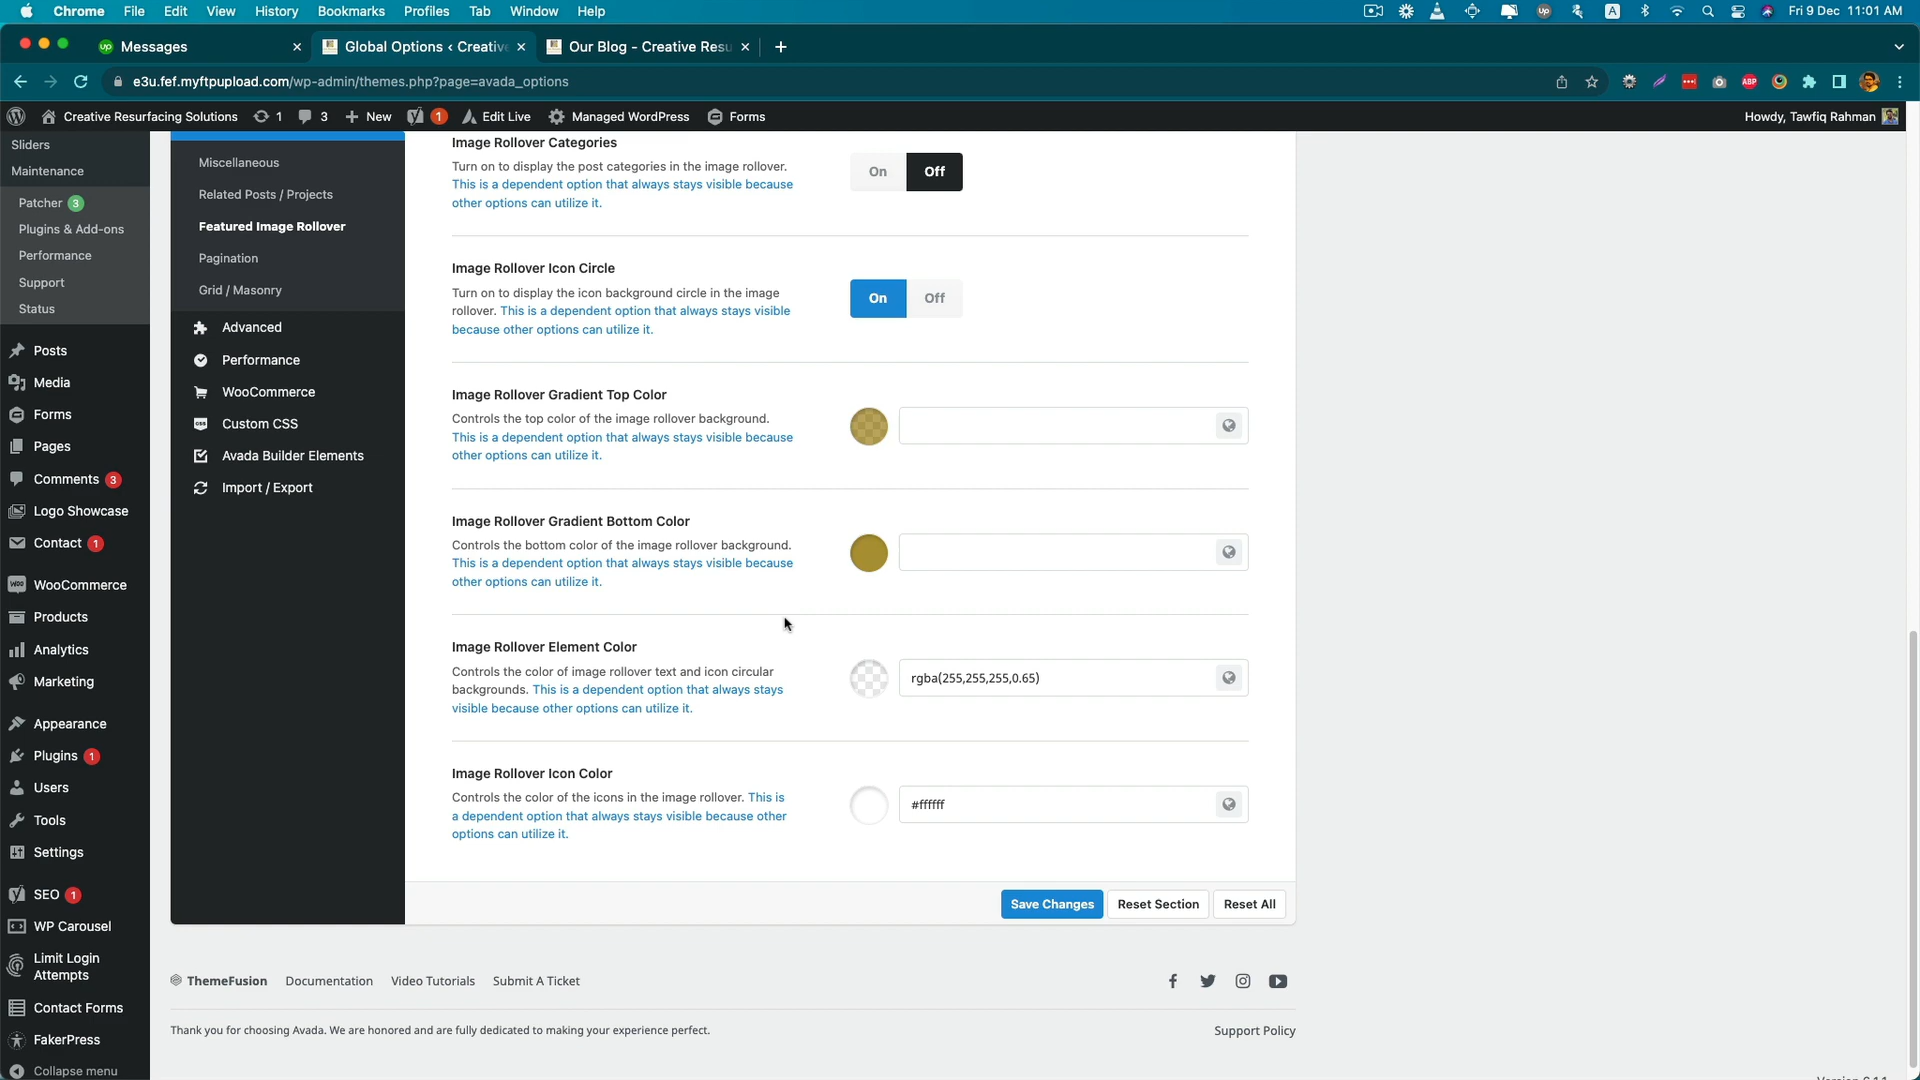 Chrome File Edit View History Bookmarks Profiles Tab Window Help
A Fri 9 Dec 11:01 AM
up Messages Global Options ‹ Creativ Our Blog - Creative Resu
e3u.fef.myftpupload.com/wp-admin/themes.php?page=avada_options
up ABP
Creative Resurfacing Solutions 1 3 New 1 Edit Live Managed WordPress Forms Howdy, Tawfiq Rahman
Sliders
Maintenance
Patcher 3
Plugins & Add-ons
Performance
Support
Status
Posts
Media
Forms
Pages
Comments 3
Logo Showcase
Contact 1
WooCommerce
Products
Analytics
Marketing
Appearance
Plugins 1
Users
Tools
Settings
SEO 1
WP Carousel
Limit Login
Attempts
Contact Forms
FakerPress
Collapse menu
Miscellaneous
Related Posts / Projects
Featured Image Rollover
Pagination
Grid / Masonry
Advanced
Performance
WooCommerce
Custom CSS
Avada Builder Elements
Import / Export
Image Rollover Categories
Turn on to display the post categories in the image rollover.
This is a dependent option that always stays visible because
other options can utilize it.
On Off
Image Rollover Icon Circle
Turn on to display the icon background circle in the image
rollover. This is a dependent option that always stays visible
because other options can utilize it.
On Off
Image Rollover Gradient Top Color
Controls the top color of the image rollover background.
This is a dependent option that always stays visible because
other options can utilize it.
Image Rollover Gradient Bottom Color
Controls the bottom color of the image rollover background.
This is a dependent option that always stays visible because
other options can utilize it.
Image Rollover Element Color
Controls the color of image rollover text and icon circular
backgrounds. This is a dependent option that always stays
visible because other options can utilize it.
rgba(255,255,255,0.65)
Image Rollover Icon Color
Controls the color of the icons in the image rollover. This is
a dependent option that always stays visible because other
options can utilize it.
#ffffff
Save Changes Reset Section Reset All
ThemeFusion Documentation Video Tutorials Submit A Ticket
Thank you for choosing Avada. We are honored and are fully dedicated to making your experience perfect. Support Policy